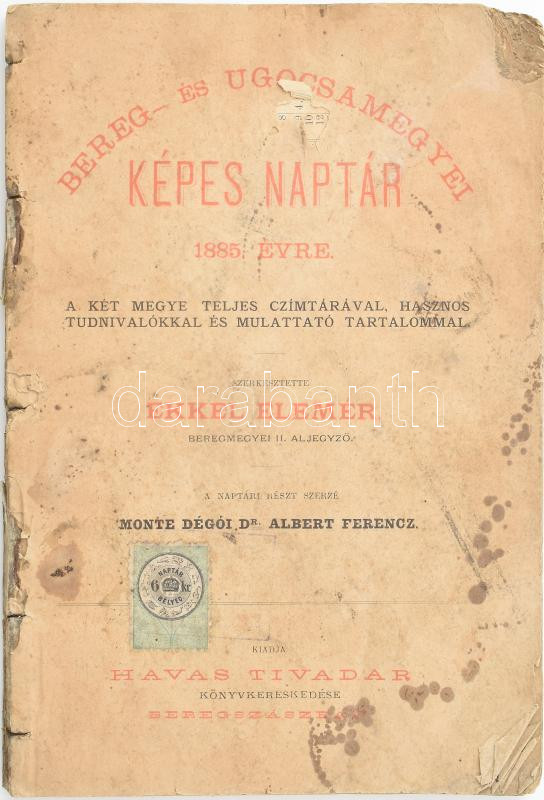 BEREG– ÉS UGOCSAMEGYEI
KÉPES NAPTÁR
1885. ÉVRE.
A KÉT MEGYE TELJES CZÍMTÁRÁVAL, HASZNOS
TUDNIVALÓKKAL ÉS MULATTATÓ TARTALOMMAL.
SZERKESZTETTE
EKKEL ELEMÉR
BEREGMEGYEI II. ALJEGYZŐ.
A NAPTÁRI RÉSZT SZERZÉ
MONTE DÉGÓI DR. ALBERT FERENCZ.
NAPTÁR
6 kr.
BÉLYEG
KIADJA
HAVAS TIVADAR
KÖNYVKERESKEDÉSE
BEREGSZÁSZBAN
darabanth